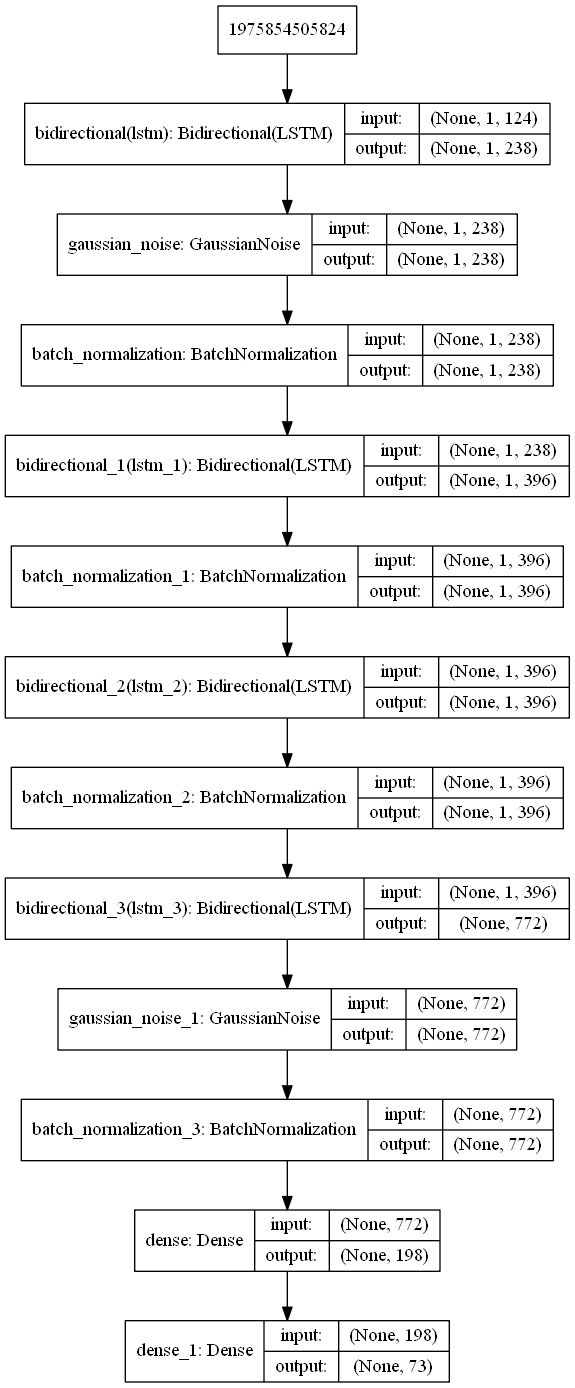 1975854505824
bidirectional(lstm): Bidirectional(LSTM)
input: (None, 1, 124)
output: (None, 1, 238)
gaussian_noise: GaussianNoise
input: (None, 1, 238)
output: (None, 1, 238)
batch_normalization: BatchNormalization
input: (None, 1, 238)
output: (None, 1, 238)
bidirectional_1(lstm_1): Bidirectional(LSTM)
input: (None, 1, 238)
output: (None, 1, 396)
batch_normalization_1: BatchNormalization
input: (None, 1, 396)
output: (None, 1, 396)
bidirectional_2(lstm_2): Bidirectional(LSTM)
input: (None, 1, 396)
output: (None, 1, 396)
batch_normalization_2: BatchNormalization
input: (None, 1, 396)
output: (None, 1, 396)
bidirectional_3(lstm_3): Bidirectional(LSTM)
input: (None, 1, 396)
output: (None, 772)
gaussian_noise_1: GaussianNoise
input: (None, 772)
output: (None, 772)
batch_normalization_3: BatchNormalization
input: (None, 772)
output: (None, 772)
dense: Dense
input: (None, 772)
output: (None, 198)
dense_1: Dense
input: (None, 198)
output: (None, 73)